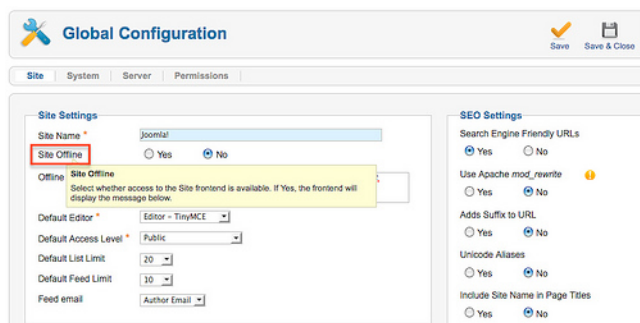 Global Configuration
Save
Save & Close
Site
System
Server
Permissions
Site Settings
Site Name *
Joomla!
Site Offline
Yes
No
Offline
Site Offline
Select whether access to the Site frontend is available. If Yes, the frontend will
display the message below.
Default Editor *
Editor - TinyMCE
Default Access Level *
Public
Default List Limit
20
Default Feed Limit
10
Feed email
Author Email
SEO Settings
Search Engine Friendly URLs
Yes
No
Use Apache mod_rewrite
Yes
No
Adds Suffix to URL
Yes
No
Unicode Aliases
Yes
No
Include Site Name in Page Titles
Yes
No